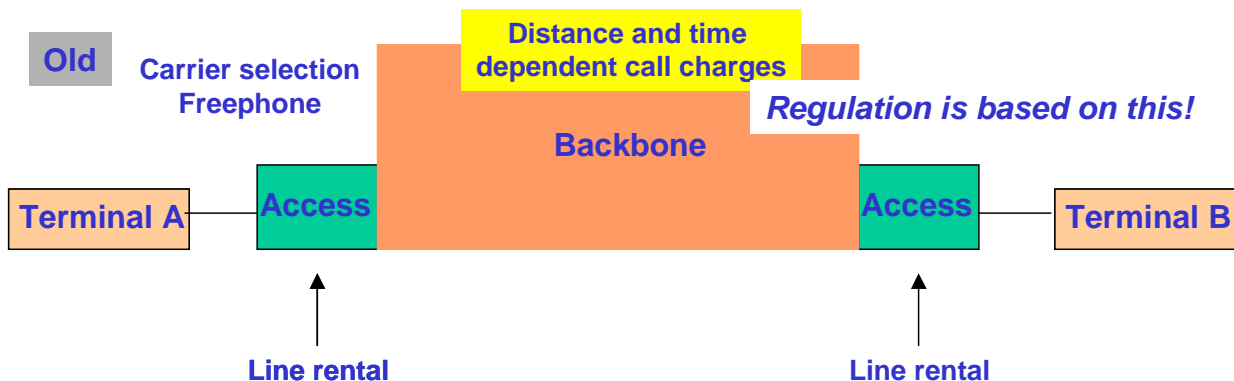 Old
Carrier selection
Freephone
Distance and time
dependent call charges
Regulation is based on this!
Backbone
Terminal A
Access
Access
Terminal B
Line rental
Line rental